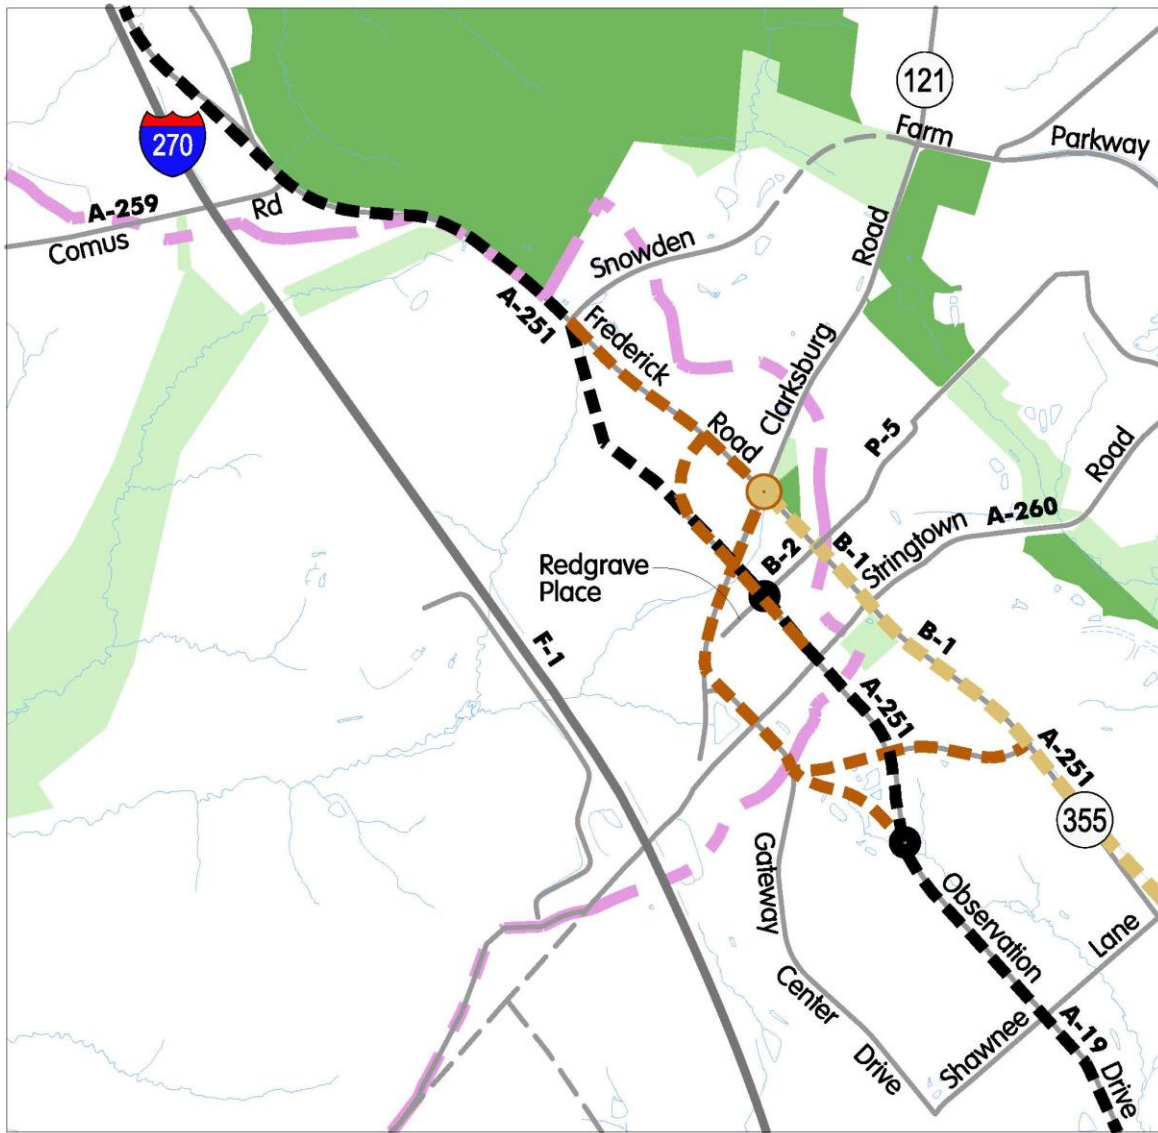 121
Farm
Parkway
270
A-259
Rd
Comus
Snowden
Road
A-251
Frederick
Clarksburg
Road
P-5
Road
A-260
Stringtown
B-1
B-2
Redgrave
Place
B-1
F-1
A-251
A-251
355
Gateway
Observation
Lane
Center
Shawnee
A-19
Drive
Drive